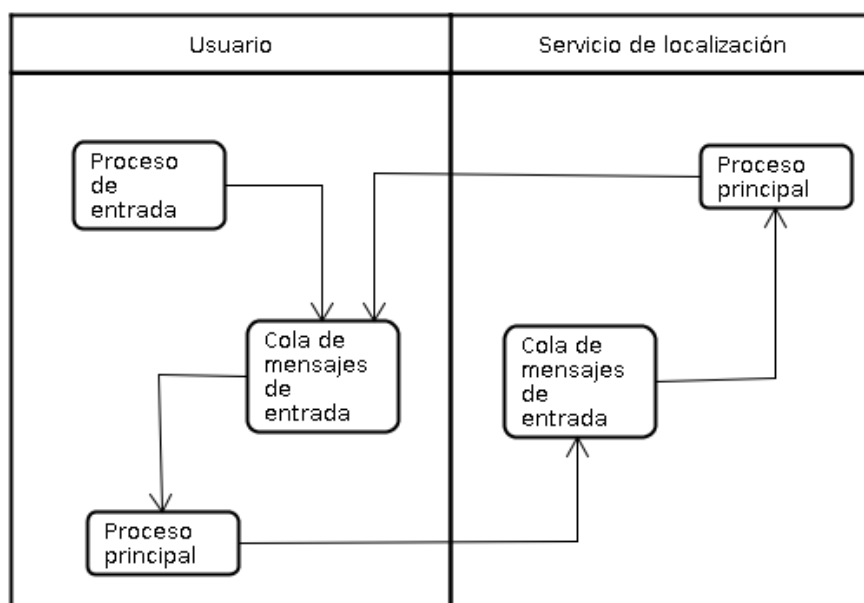 Usuario
Servicio de localización
Proceso
de
entrada
Proceso
principal
Cola de
mensajes
de
entrada
Cola de
mensajes
de
entrada
Proceso
principal